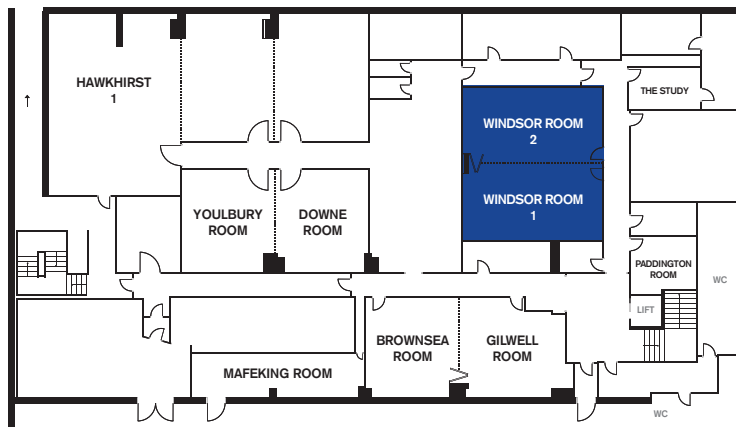 HAWKHIRST
1
WINDSOR ROOM
2
THE STUDY
WINDSOR ROOM
1
YOULBURY
ROOM
DOWNE
ROOM
PADDINGTON
ROOM
WC
LIFT
BROWNSEA
ROOM
GILWELL
ROOM
MAFEKING ROOM
WC